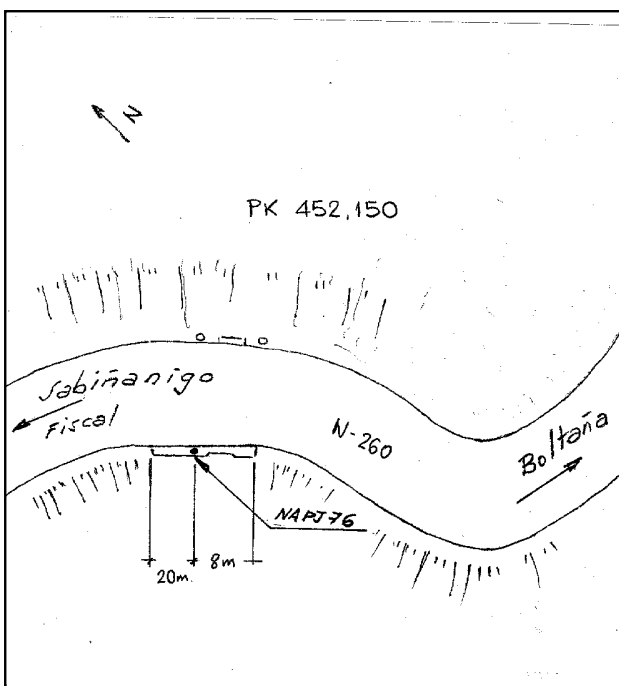 N
PK 452,150
Sabiñanigo
Fiscal
N-260
Boltaña
NAPJ76
20m.
8m